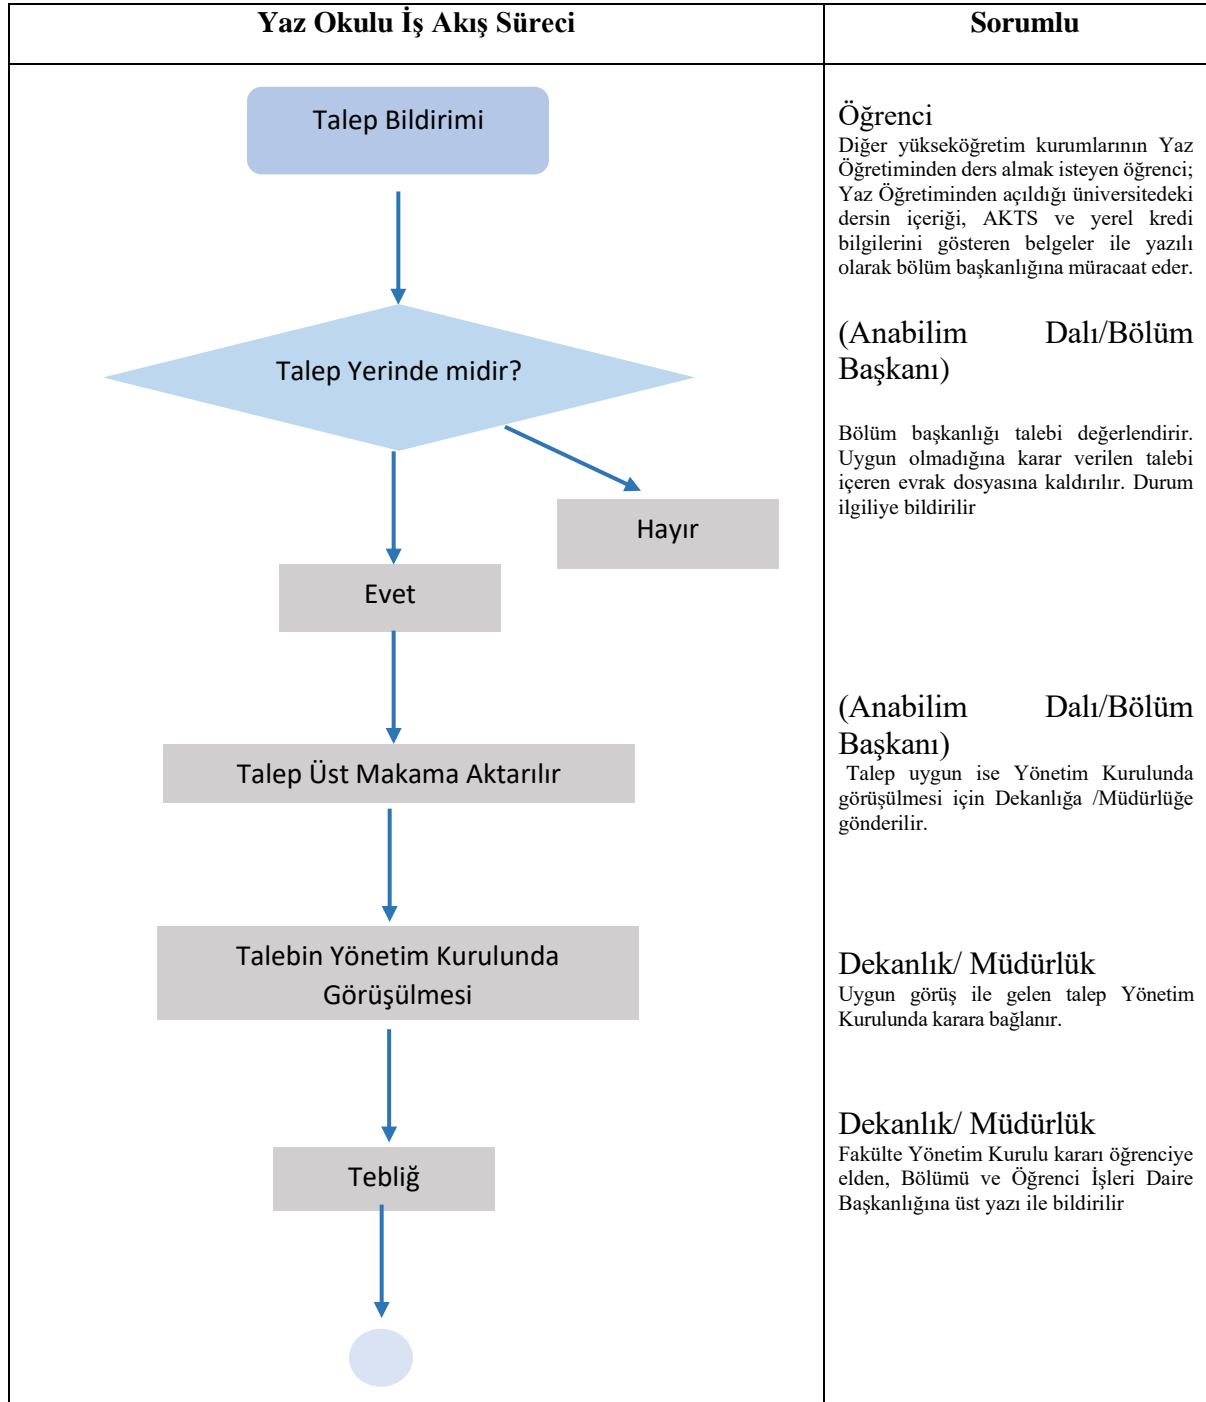 Yaz Okulu İş Akış Süreci
Sorumlu
Talep Bildirimi
Talep Yerinde midir?
Hayır
Evet
Talep Üst Makama Aktarılır
Talebin Yönetim Kurulunda
Görüşülmesi
Tebliğ
Öğrenci
Diğer yükseköğretim kurumlarının Yaz
Öğretiminden ders almak isteyen öğrenci;
Yaz Öğretiminden açıldığı üniversitedeki
dersin içeriği, AKTS ve yerel kredi
bilgilerini gösteren belgeler ile yazılı
olarak bölüm başkanlığına müracaat eder.
(Anabilim Dalı/Bölüm
Başkanı)
Bölüm başkanlığı talebi değerlendirir.
Uygun olmadığına karar verilen talebi
içeren evrak dosyasına kaldırılır. Durum
ilgiliye bildirilir
(Anabilim Dalı/Bölüm
Başkanı)
Talep uygun ise Yönetim Kurulunda
görüşülmesi için Dekanlığa /Müdürlüğe
gönderilir.
Dekanlık/ Müdürlük
Uygun görüş ile gelen talep Yönetim
Kurulunda karara bağlanır.
Dekanlık/ Müdürlük
Fakülte Yönetim Kurulu kararı öğrenciye
elden, Bölümü ve Öğrenci İşleri Daire
Başkanlığına üst yazı ile bildirilir